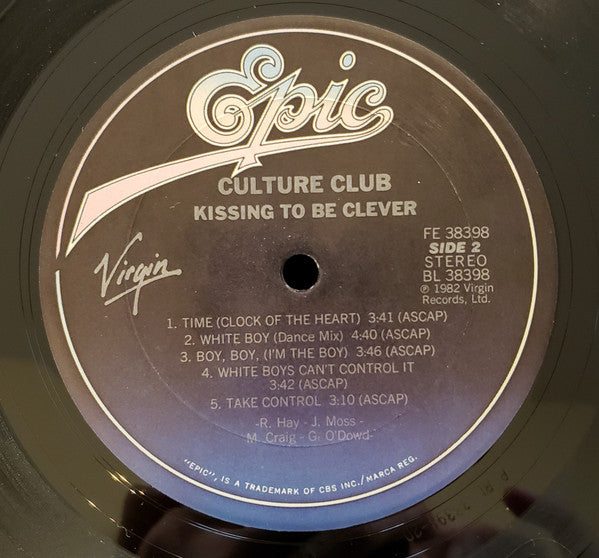 Epic
CULTURE CLUB
KISSING TO BE CLEVER
Virgin
FE 38398
SIDE 2
STEREO
BL 38398
℗ 1982 Virgin
Records, Ltd.
1. TIME (CLOCK OF THE HEART) 3:41 (ASCAP)
2. WHITE BOY (Dance Mix) 4:40 (ASCAP)
3. BOY, BOY, (I'M THE BOY) 3:46 (ASCAP)
4. WHITE BOYS CAN'T CONTROL IT
3:42 (ASCAP)
5. TAKE CONTROL 3:10 (ASCAP)
-R. Hay - J. Moss -
M. Craig - G. O'Dowd-
"EPIC", IS A TRADEMARK OF CBS INC./MARCA REG.